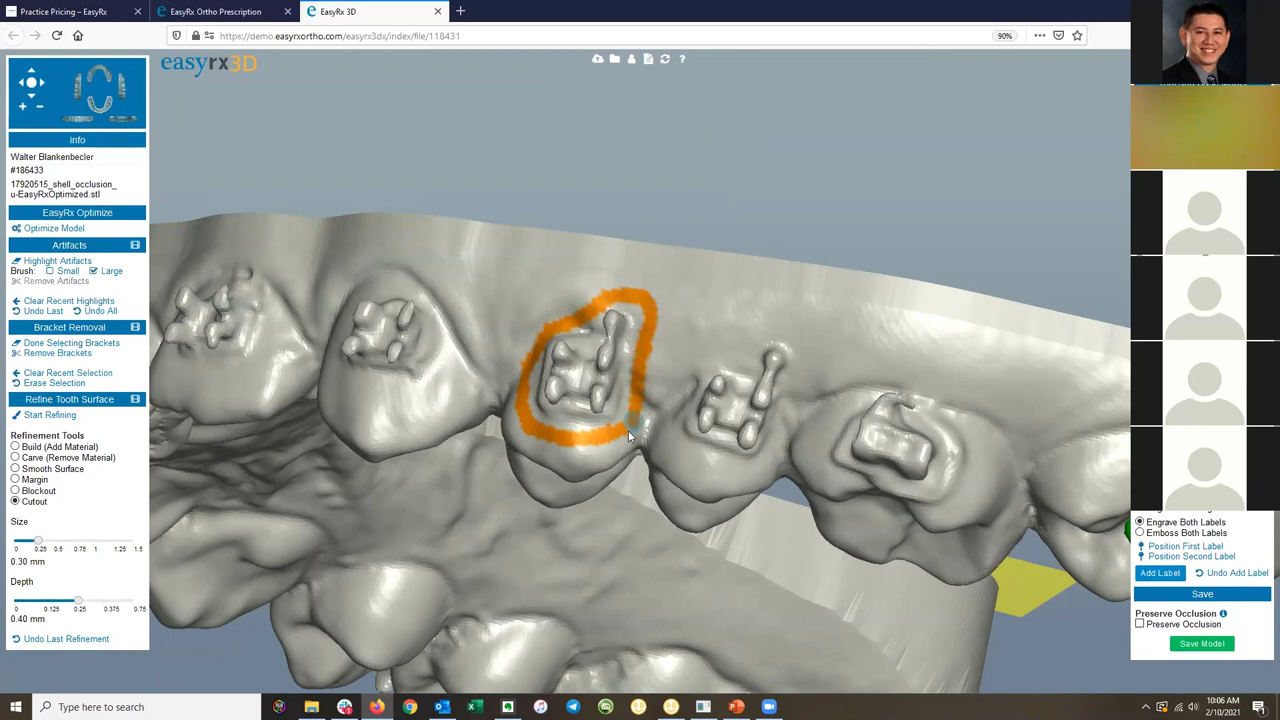 Practice Pricing – EasyRx
EasyRx Ortho Prescription
EasyRx 3D
https://demo.easyrxortho.com/easyrx3dx/index/file/118431
90%
easyrx3D
Info
Walter Blankenbecler
#186433
17920515_shell_occlusion_
u-EasyRxOptimized.stl
EasyRx Optimize
Optimize Model
Artifacts
Highlight Artifacts
Brush: Small Large
Remove Artifacts
Clear Recent Highlights
Undo Last Undo All
Bracket Removal
Done Selecting Brackets
Remove Brackets
Clear Recent Selection
Erase Selection
Refine Tooth Surface
Start Refining
Refinement Tools
Build (Add Material)
Carve (Remove Material)
Smooth Surface
Margin
Blockout
Cutout
Size
0 0.25 0.5 0.75 1 1.5
0.30 mm
Depth
0 0.125 0.25 0.375 0.75
0.40 mm
Undo Last Refinement
Engrave Both Labels
Emboss Both Labels
Position First Label
Position Second Label
Add Label Undo Add Label
Save
Preserve Occlusion
Preserve Occlusion
Save Model
Type here to search
10:06 AM
2/10/2021